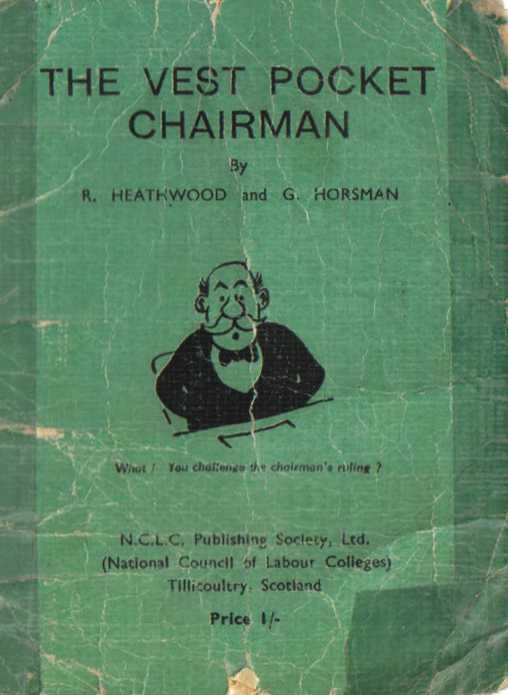 THE VEST POCKET
CHAIRMAN
By
R. HEATHWOOD and G. HORSMAN
What! You challenge the chairman's ruling?
N.C.L.C. Publishing Society, Ltd.
(National Council of Labour Colleges)
Tillicoultry, Scotland
Price 1/-